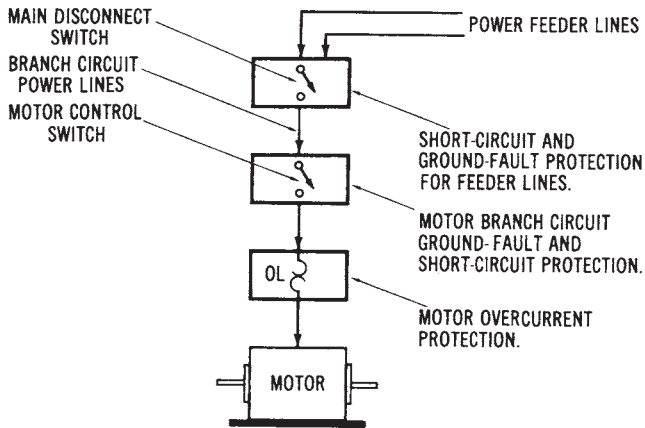 MAIN DISCONNECT
SWITCH
BRANCH CIRCUIT
POWER LINES
MOTOR CONTROL
SWITCH
POWER FEEDER LINES
SHORT-CIRCUIT AND
GROUND-FAULT PROTECTION
FOR FEEDER LINES.
MOTOR BRANCH CIRCUIT
GROUND-FAULT AND
SHORT-CIRCUIT PROTECTION.
OL
MOTOR OVERCURRENT
PROTECTION.
MOTOR